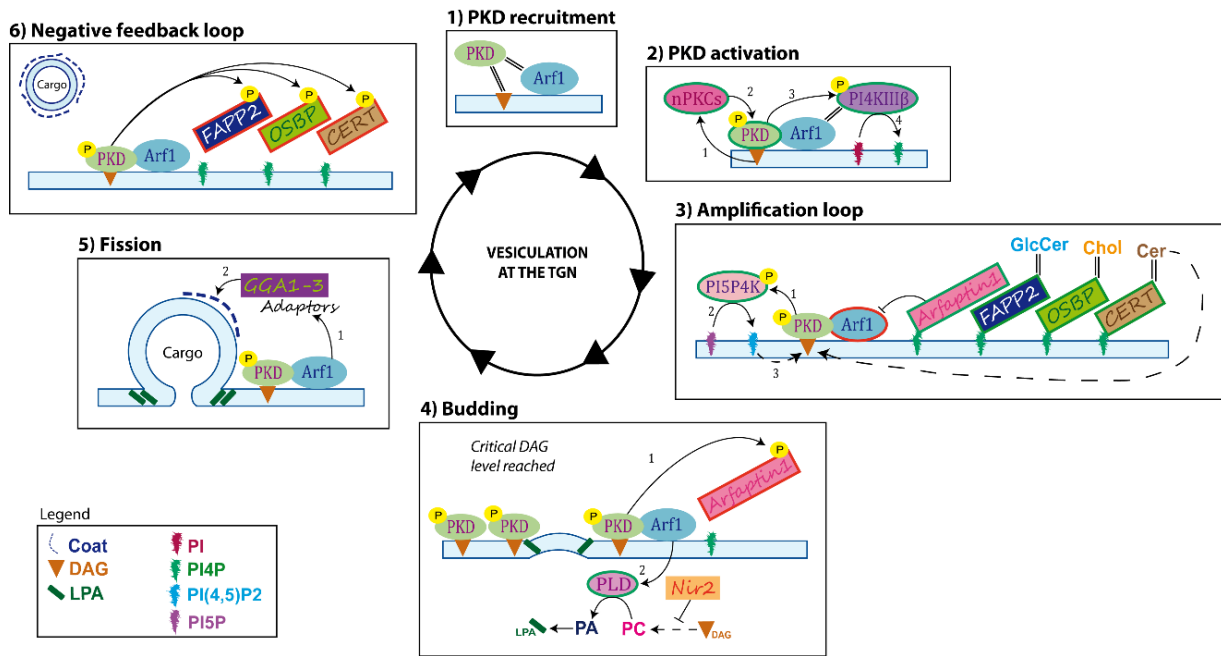 6) Negative feedback loop
Cargo
P
P
P
P
FAPP2
OSBP
CERT
PKD
Arf1
1) PKD recruitment
PKD
Arf1
2) PKD activation
nPKCs
2
3
P
PI4KIIIβ
P
PKD
Arf1
1
4
VESICULATION
AT THE TGN
3) Amplification loop
GlcCer
Chol
Cer
PI5P4K
P
Arfaptin1
FAPP2
OSBP
CERT
2
1
P
PKD
Arf1
3
5) Fission
2
GGA1-3
Adaptors
1
Cargo
P
PKD
Arf1
4) Budding
Critical DAG
level reached
1
P
Arfaptin1
P
PKD
P
PKD
P
PKD
Arf1
2
PLD
Nir2
LPA
PA
PC
DAG
Legend
Coat
DAG
LPA
PI
PI4P
PI(4,5)P2
PI5P